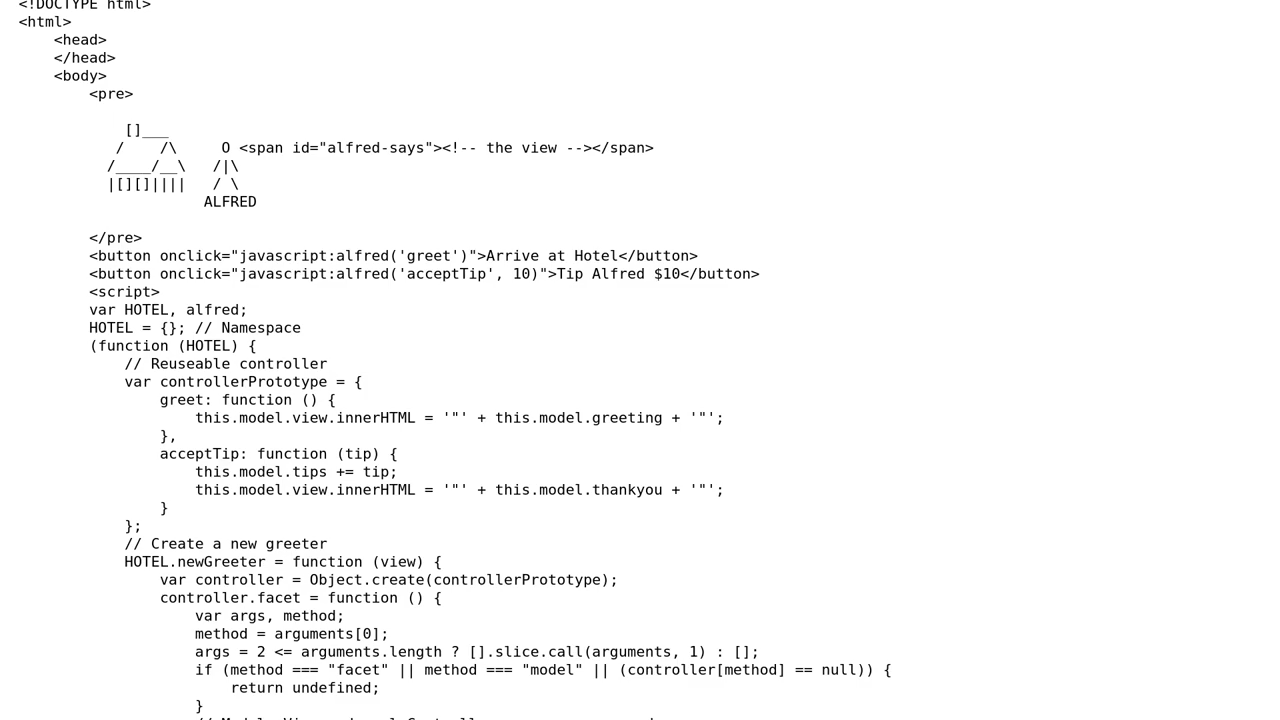 <!DOCTYPE html>
<html>
    <head>
    </head>
    <body>
        <pre>

            []___
           /    /\     O <span id="alfred-says"><!-- the view --></span>
          /____/__\   /|\
          |[][]||||   / \
                     ALFRED

        </pre>
        <button onclick="javascript:alfred('greet')">Arrive at Hotel</button>
        <button onclick="javascript:alfred('acceptTip', 10)">Tip Alfred $10</button>
        <script>
        var HOTEL, alfred;
        HOTEL = {}; // Namespace
        (function (HOTEL) {
            // Reuseable controller
            var controllerPrototype = {
                greet: function () {
                    this.model.view.innerHTML = '"' + this.model.greeting + '"';
                },
                acceptTip: function (tip) {
                    this.model.tips += tip;
                    this.model.view.innerHTML = '"' + this.model.thankyou + '"';
                }
            };
            // Create a new greeter
            HOTEL.newGreeter = function (view) {
                var controller = Object.create(controllerPrototype);
                controller.facet = function () {
                    var args, method;
                    method = arguments[0];
                    args = 2 <= arguments.length ? [].slice.call(arguments, 1) : [];
                    if (method === "facet" || method === "model" || (controller[method] == null)) {
                        return undefined;
                    }